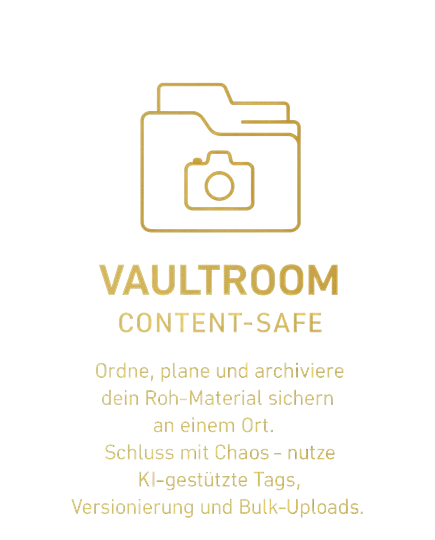 VAULTROOM
CONTENT-SAFE
Ordne, plane und archiviere
dein Roh-Material sichern
an einem Ort.
Schluss mit Chaos – nutze
KI-gestützte Tags,
Versionierung und Bulk-Uploads.